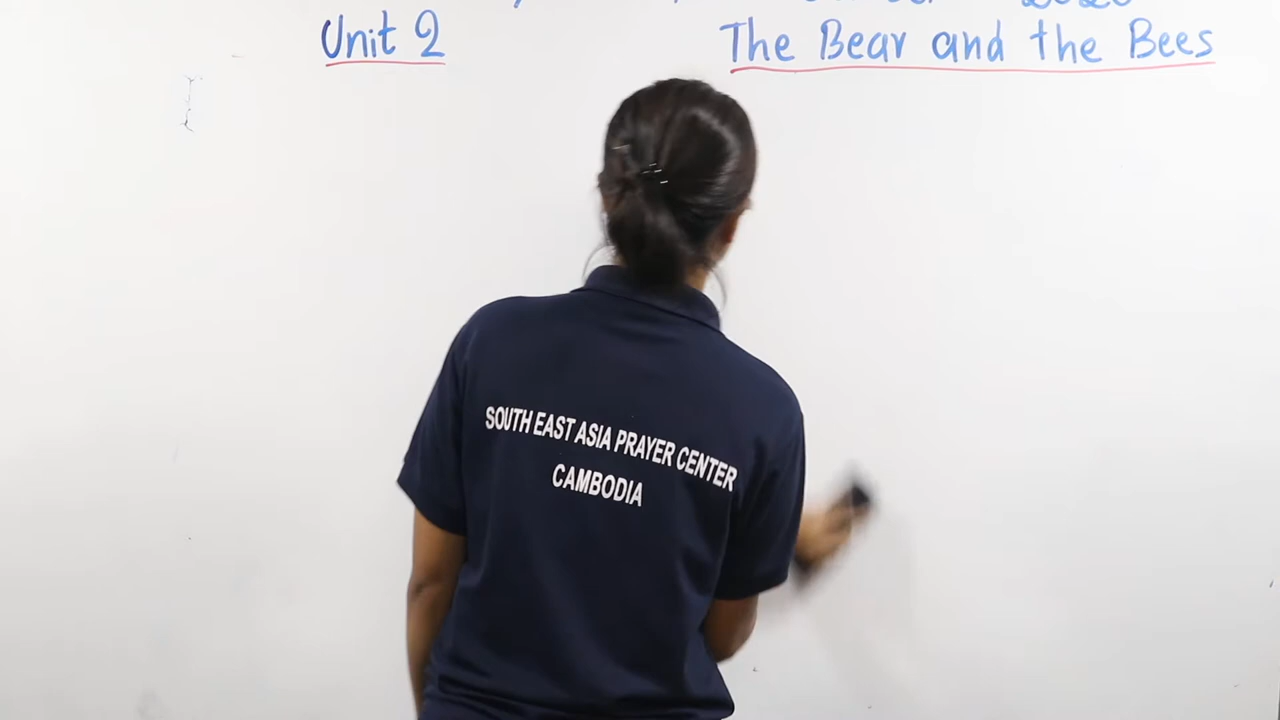 Unit 2
The Bear and the Bees
SOUTH EAST ASIA PRAYER CENTER
CAMBODIA